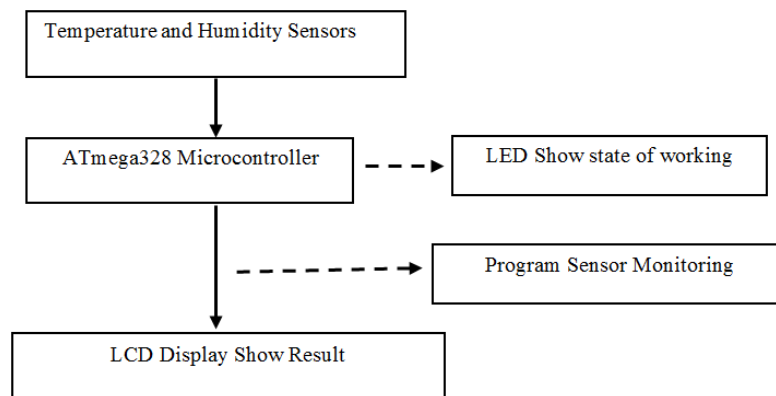 Temperature and Humidity Sensors
ATmega328 Microcontroller
LED Show state of working
Program Sensor Monitoring
LCD Display Show Result